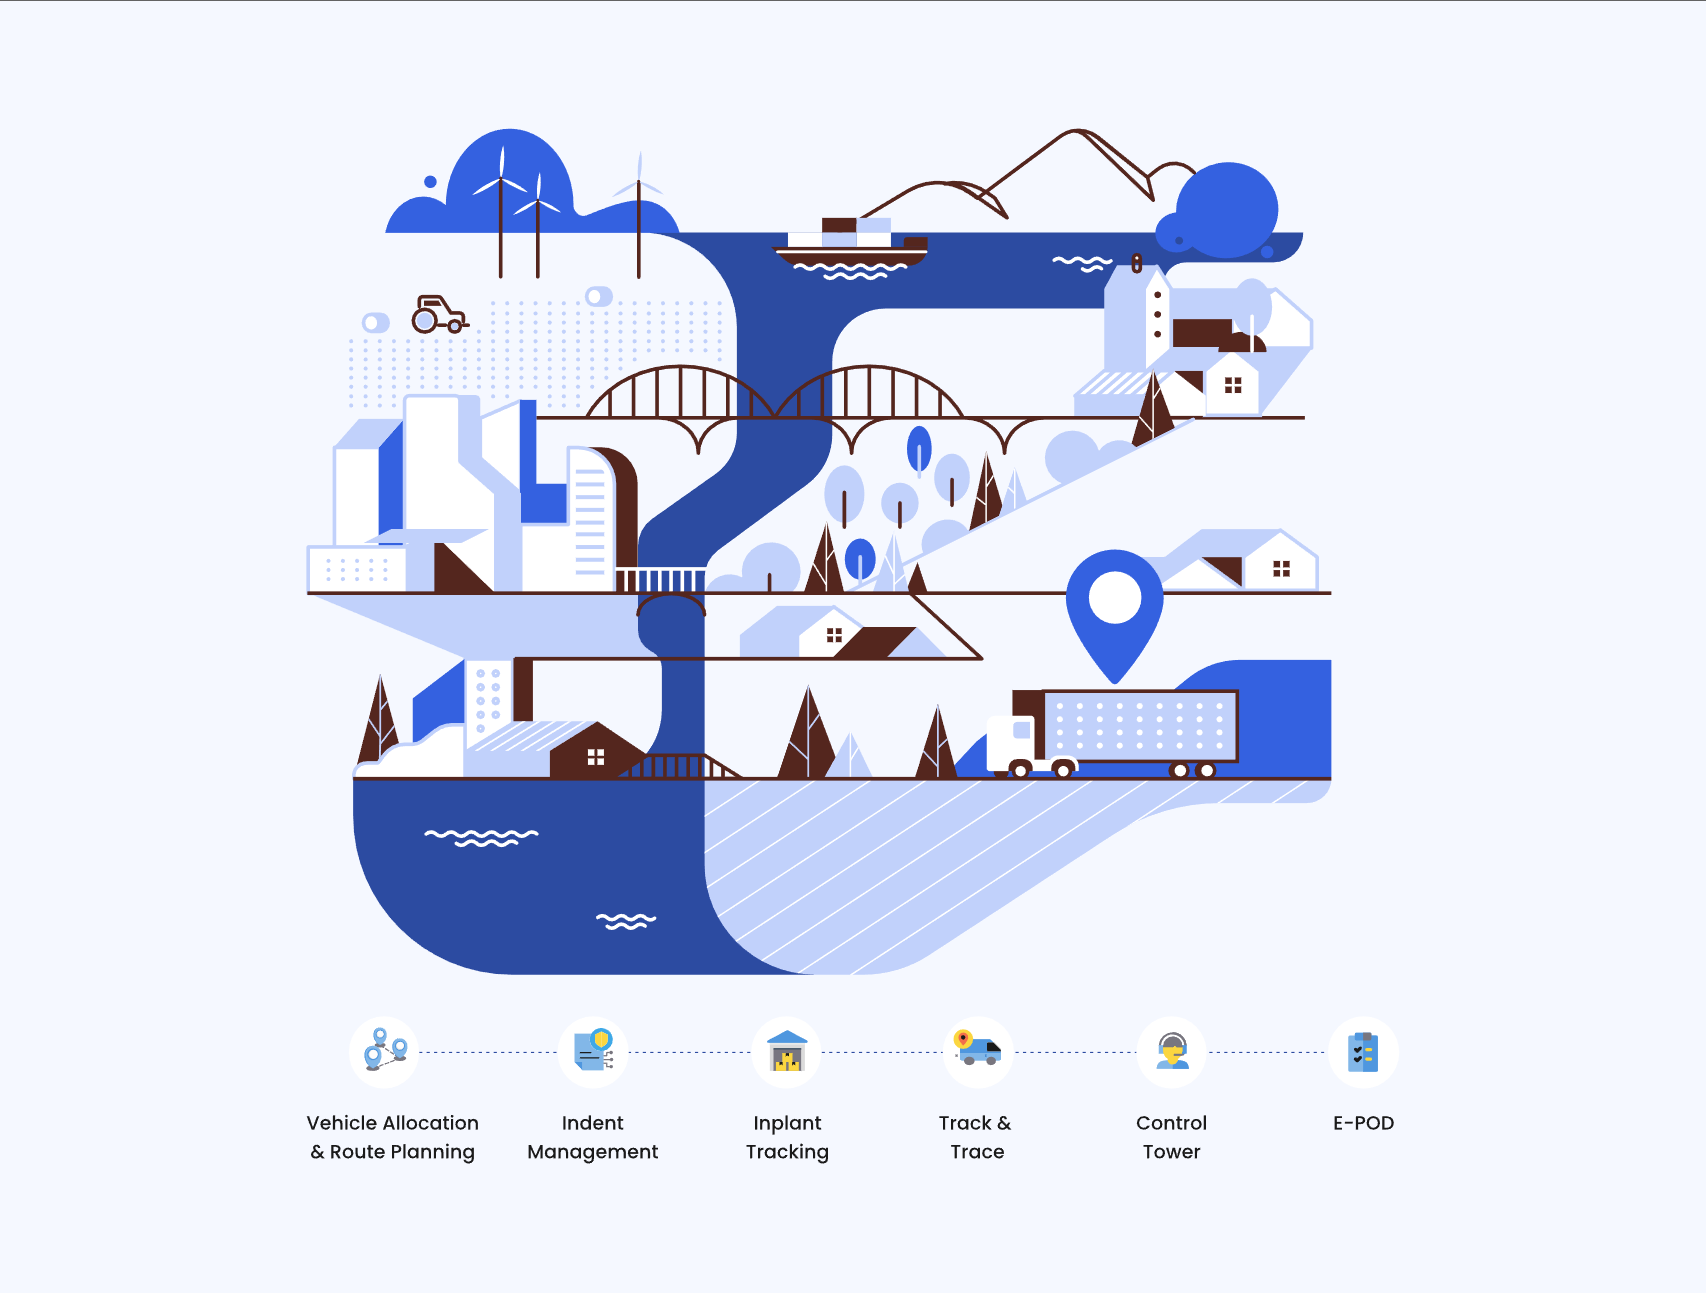 Vehicle Allocation
& Route Planning
Indent
Management
Inplant
Tracking
Track &
Trace
Control
Tower
E-POD